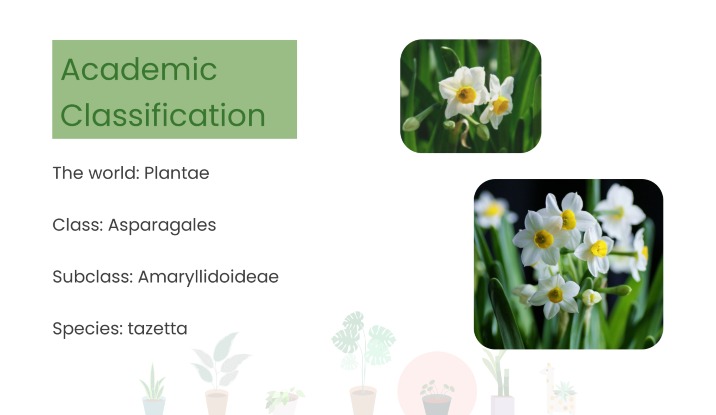 Academic
Classification
The world: Plantae
Class: Asparagales
Subclass: Amaryllidoideae
Species: tazetta